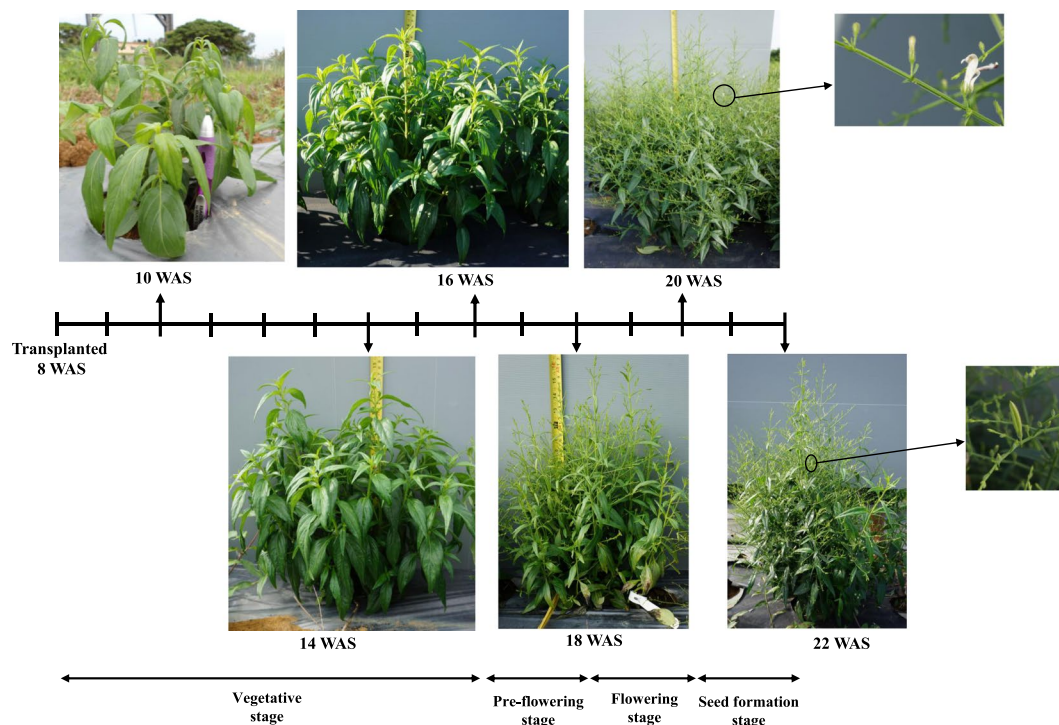 10 WAS
16 WAS
20 WAS
Transplanted
8 WAS
14 WAS
18 WAS
22 WAS
Vegetative
stage
Pre-flowering
stage
Flowering
stage
Seed formation
stage